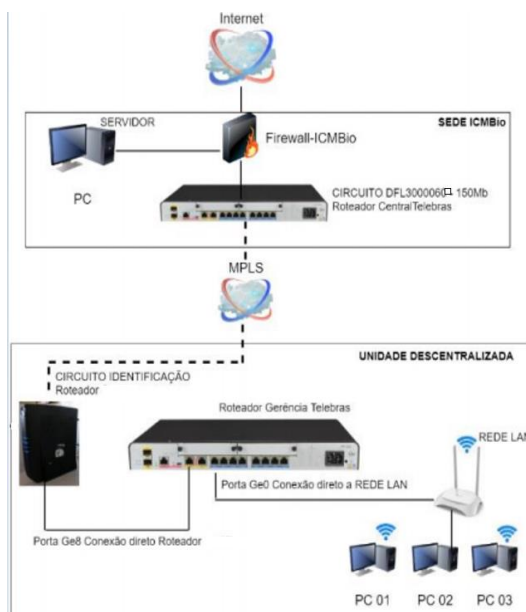 Internet
SEDE ICMBio
SERVIDOR
Firewall-ICMBio
PC
CIRCUITO DFL3000060 - 150Mb
Roteador CentralTelebras
MPLS
UNIDADE DESCENTRALIZADA
CIRCUITO IDENTIFICAÇÃO
Roteador
Roteador Gerência Telebras
REDE LAN
Porta Ge0 Conexão direto a REDE LAN
Porta Ge8 Conexão direto Roteador
PC 01
PC 02
PC 03